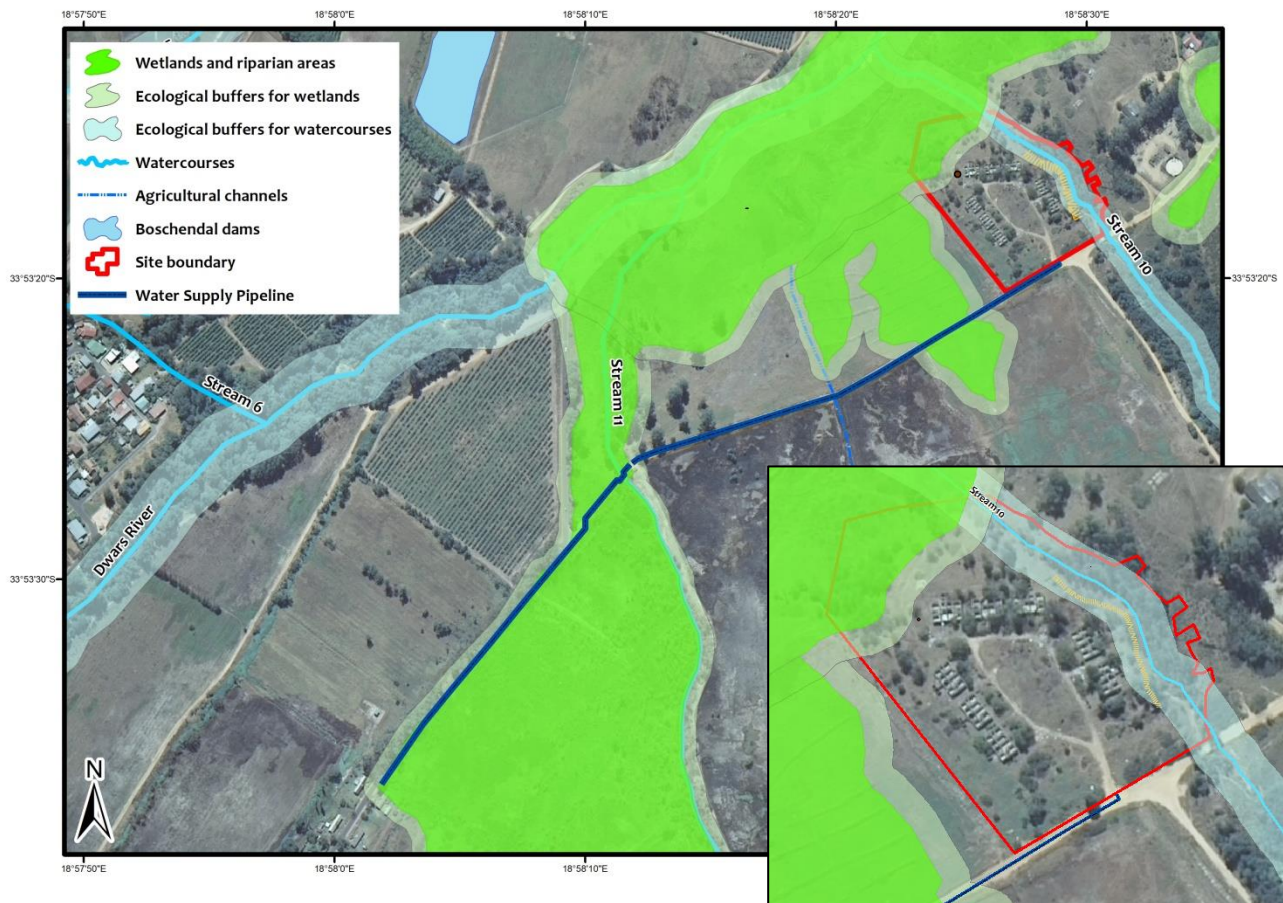 18°57'50"E
18°58'0"E
18°58'10"E
18°58'20"E
18°58'30"E
Wetlands and riparian areas
Ecological buffers for wetlands
Ecological buffers for watercourses
Watercourses
Agricultural channels
Boschendal dams
Site boundary
Water Supply Pipeline
33°53'20"S
33°53'20"S
Stream 10
Stream 11
Stream 6
Dwars River
33°53'30"S
Stream10
N
18°57'50"E
18°58'0"E
18°58'10"E